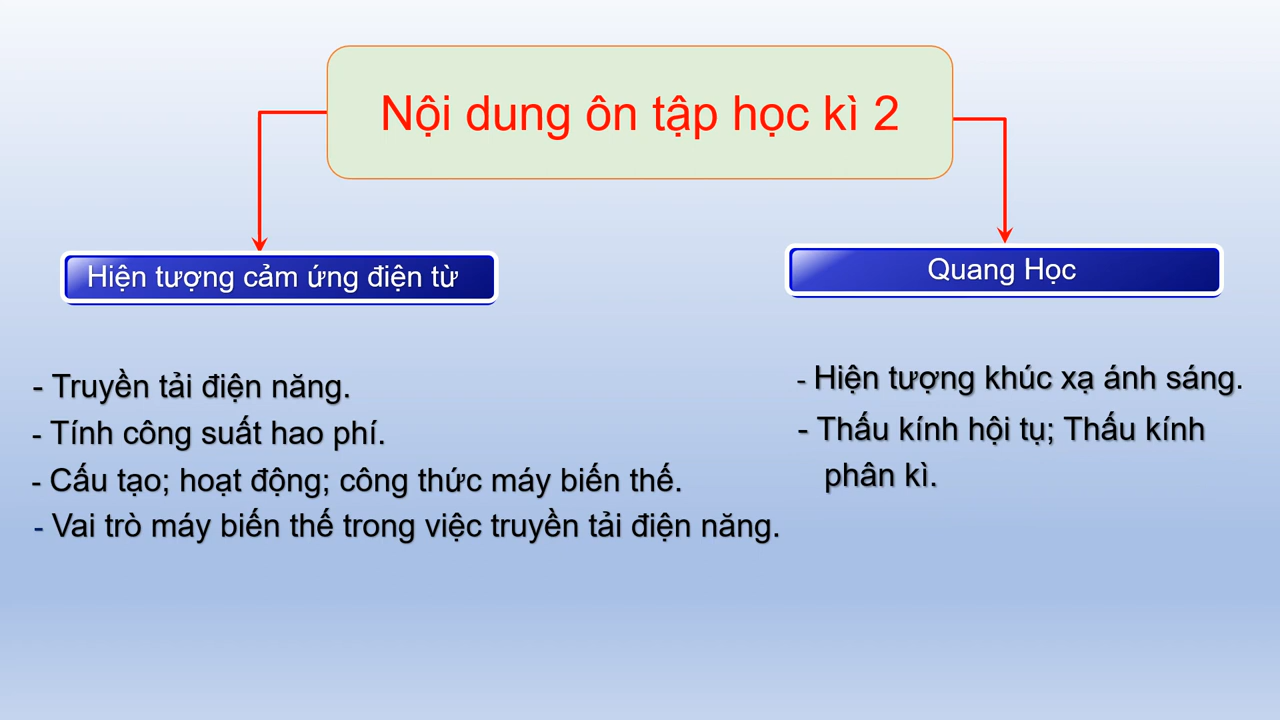 Nội dung ôn tập học kì 2
Hiện tượng cảm ứng điện từ
- Truyền tải điện năng.
- Tính công suất hao phí.
- Cấu tạo; hoạt động; công thức máy biến thế.
- Vai trò máy biến thế trong việc truyền tải điện năng.
Quang Học
- Hiện tượng khúc xạ ánh sáng.
- Thấu kính hội tụ; Thấu kính
phân kì.